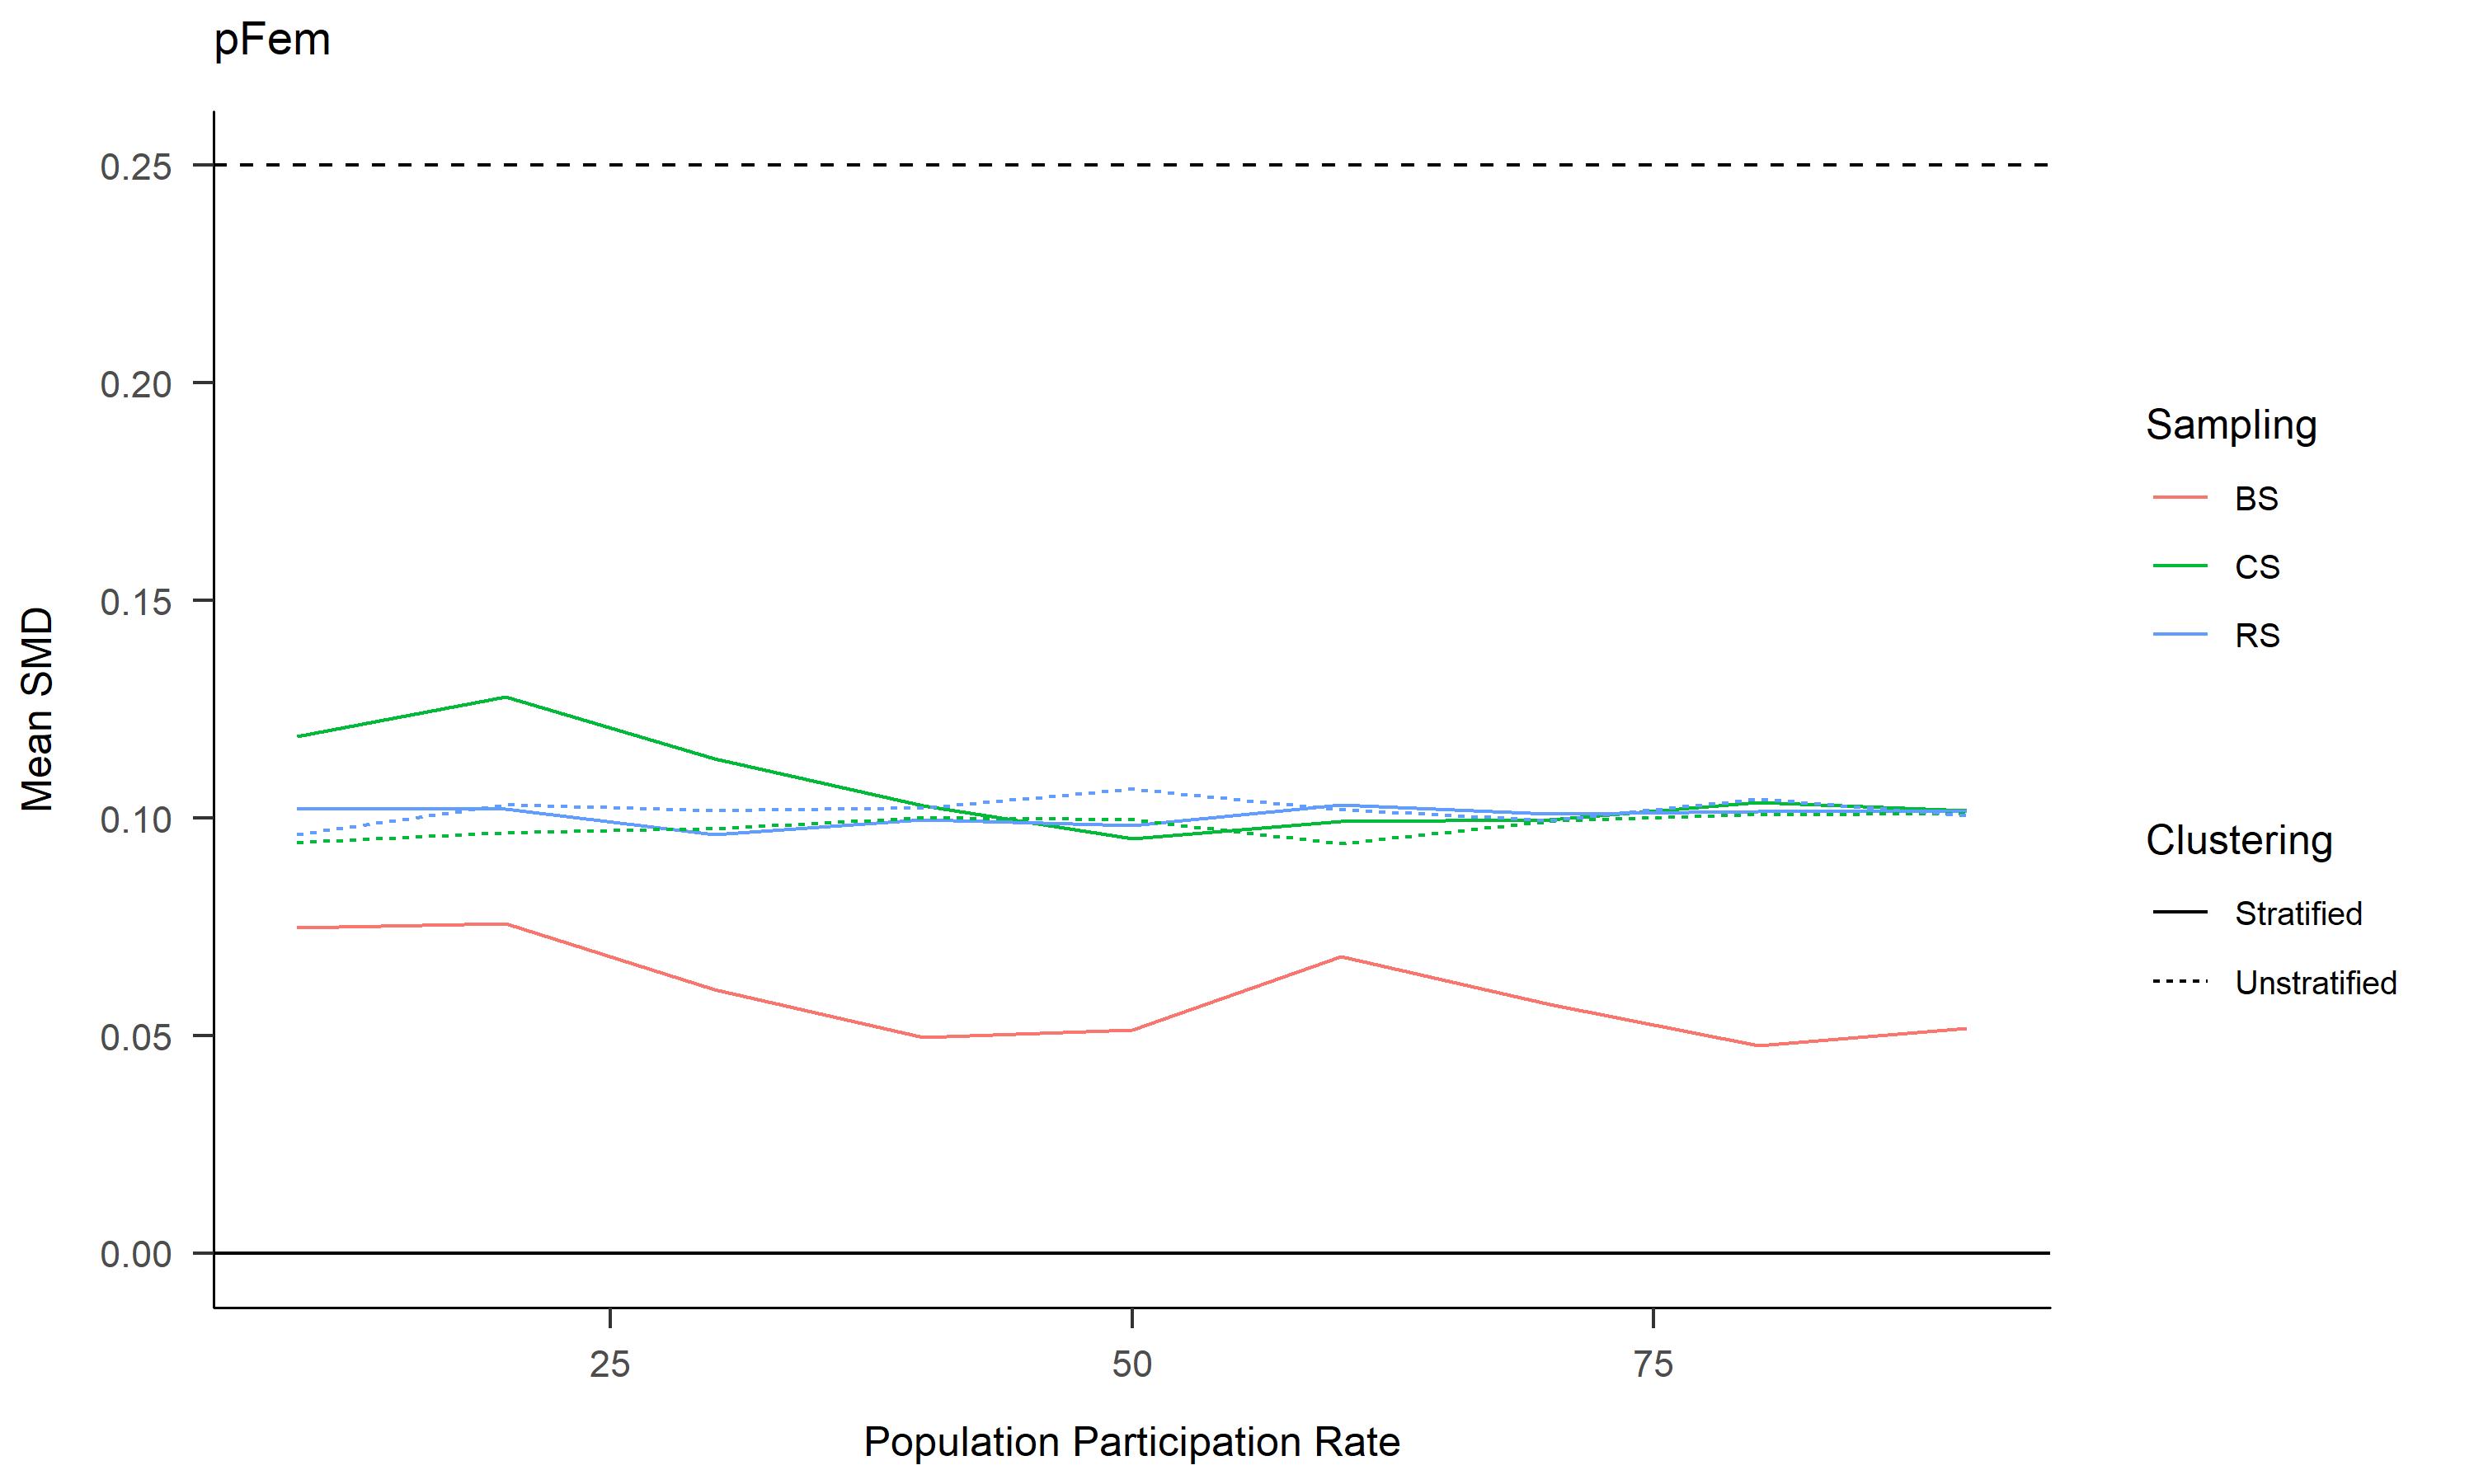 pFem
0.25
0.20
0.15
0.10
0.05
0.00
Mean SMD
25 50 75
Population Participation Rate
Sampling
BS
CS
RS
Clustering
Stratified
Unstratified